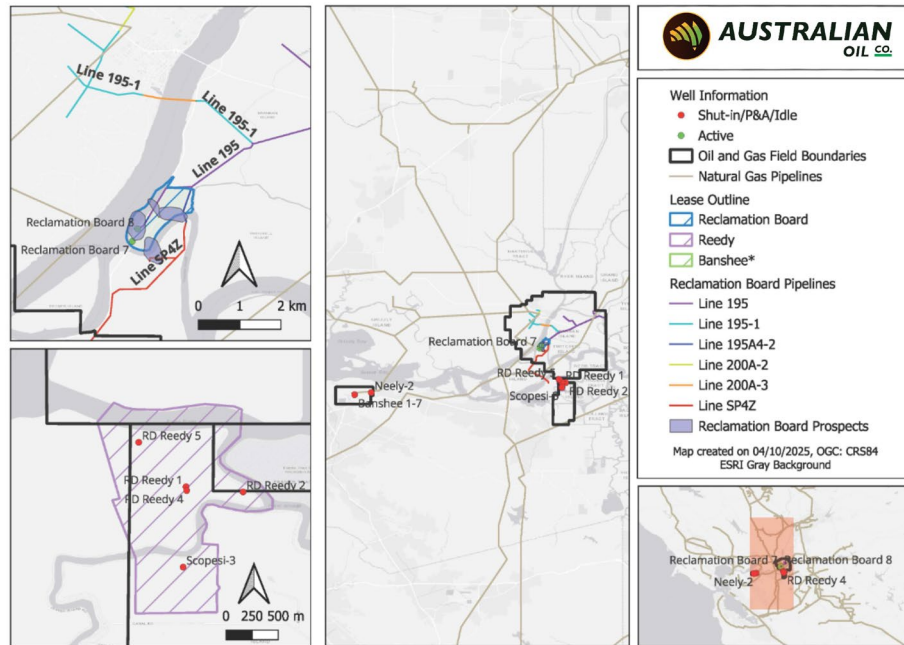 Line 195-1
Line 195-1
Line 195
Reclamation Board 8
Reclamation Board 7
Line SP4Z
0 1 2 km
RD Reedy 5
RD Reedy 1
RD Reedy 4
RD Reedy 2
Scopesi-3
0 250 500 m
Reclamation Board 7
RD Reedy 1
RD Reedy 2
Neely-2
Banshee 1-7
AUSTRALIAN
OIL CO.
Well Information
Shut-in/P&A/Idle
Active
Oil and Gas Field Boundaries
Natural Gas Pipelines
Lease Outline
Reclamation Board
Reedy
Banshee*
Reclamation Board Pipelines
Line 195
Line 195-1
Line 195A4-2
Line 200A-2
Line 200A-3
Line SP4Z
Reclamation Board Prospects
Map created on 04/10/2025, OGC: CRS84
ESRI Gray Background
Reclamation Board 7
Reclamation Board 8
Neely-2
RD Reedy 4